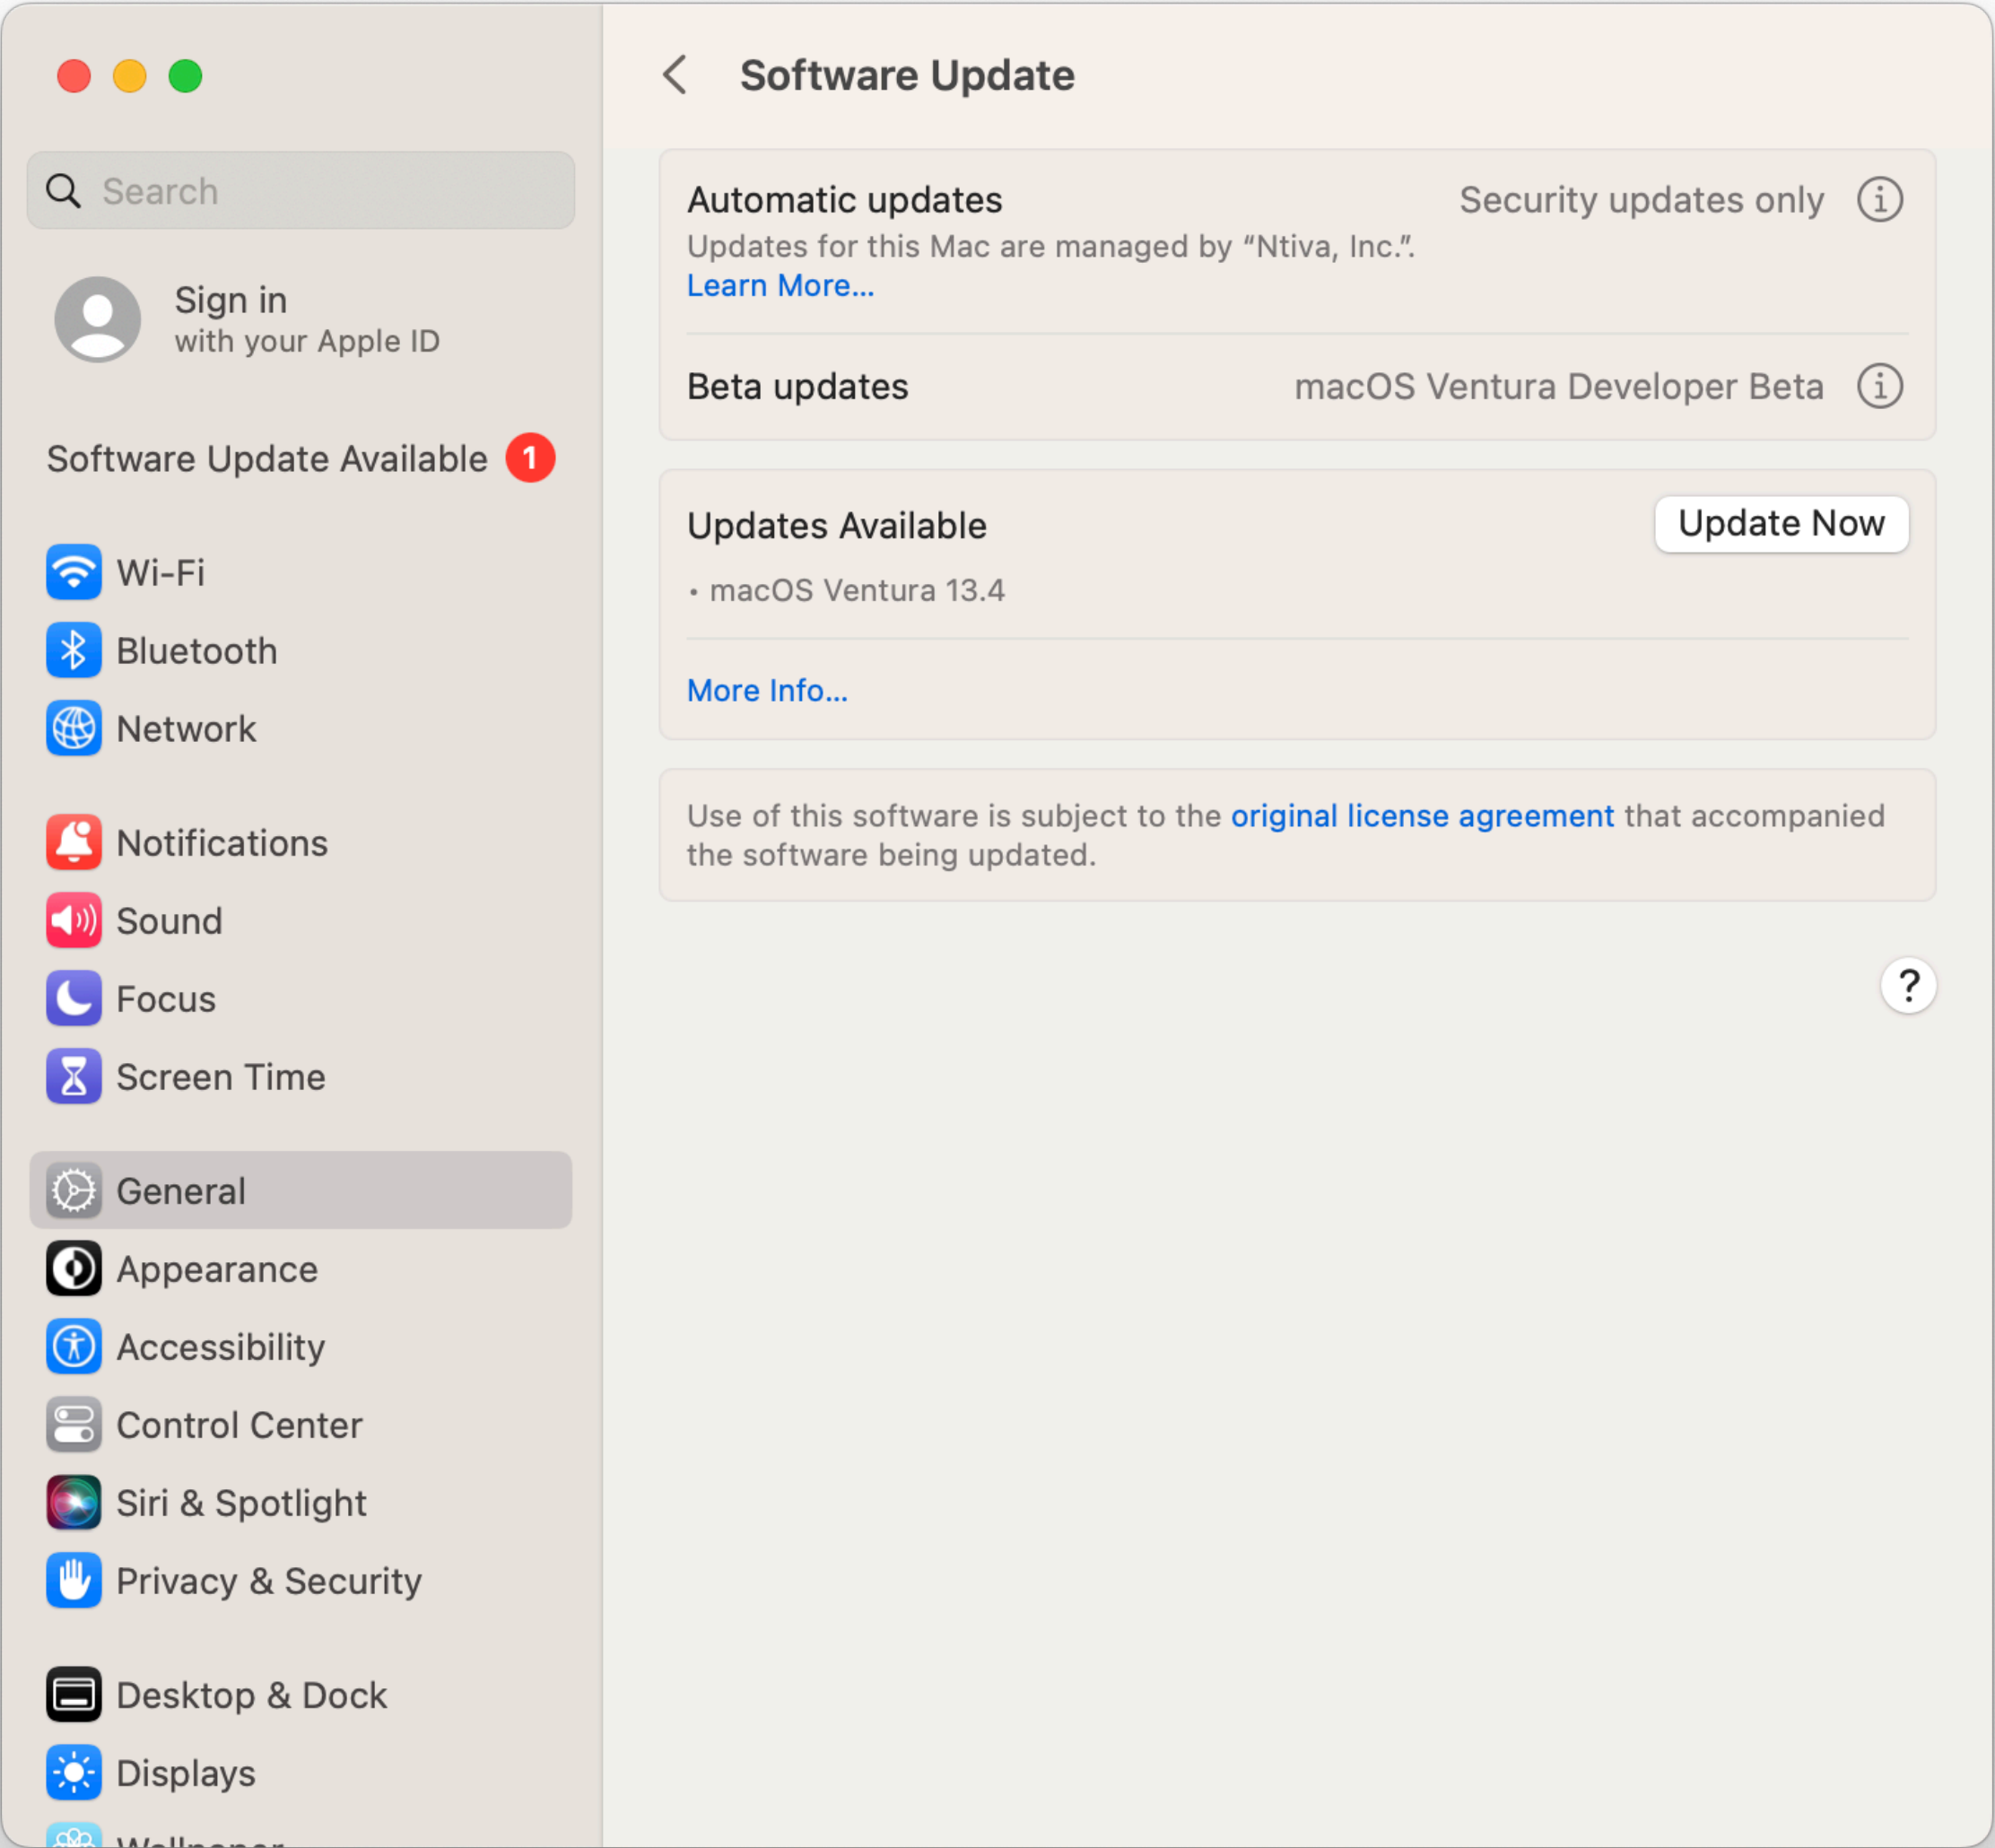 Software Update
Search
Sign in
with your Apple ID
Software Update Available 1
Wi-Fi
Bluetooth
Network
Notifications
Sound
Focus
Screen Time
General
Appearance
Accessibility
Control Center
Siri & Spotlight
Privacy & Security
Desktop & Dock
Displays
Wallpaper
Automatic updates Security updates only
Updates for this Mac are managed by “Ntiva, Inc.”.
Learn More...
Beta updates macOS Ventura Developer Beta
Updates Available Update Now
• macOS Ventura 13.4
More Info...
Use of this software is subject to the original license agreement that accompanied
the software being updated.
?